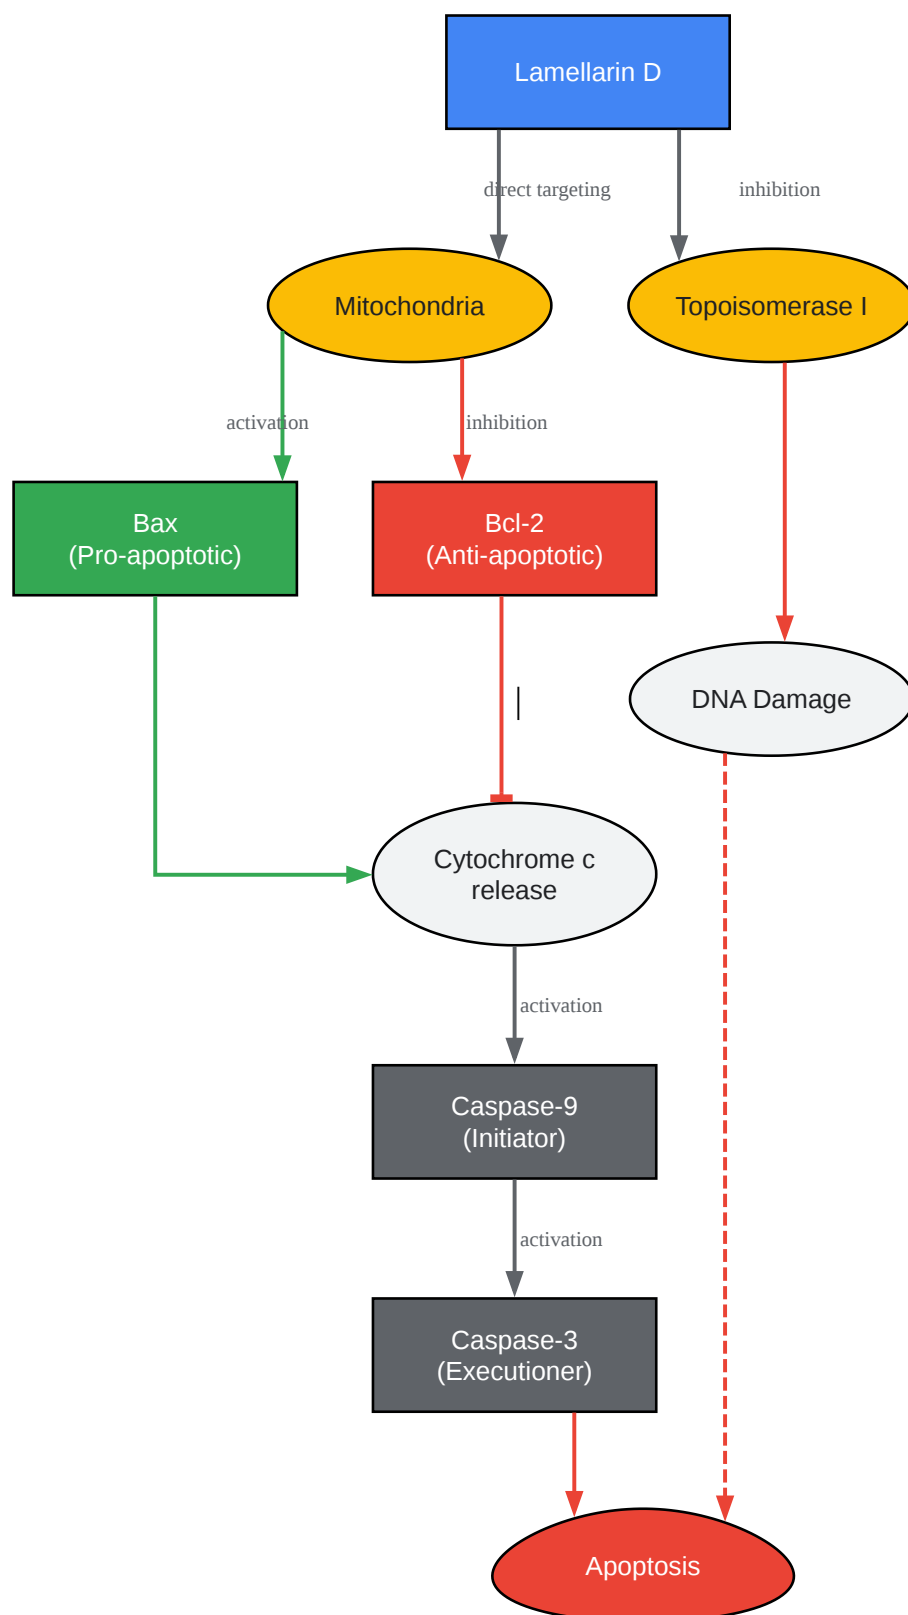 Lamellarin D
direct targeting
inhibition
Mitochondria
Topoisomerase I
activation
inhibition
Bax
(Pro-apoptotic)
Bcl-2
(Anti-apoptotic)
|
DNA Damage
Cytochrome c
release
activation
Caspase-9
(Initiator)
activation
Caspase-3
(Executioner)
Apoptosis